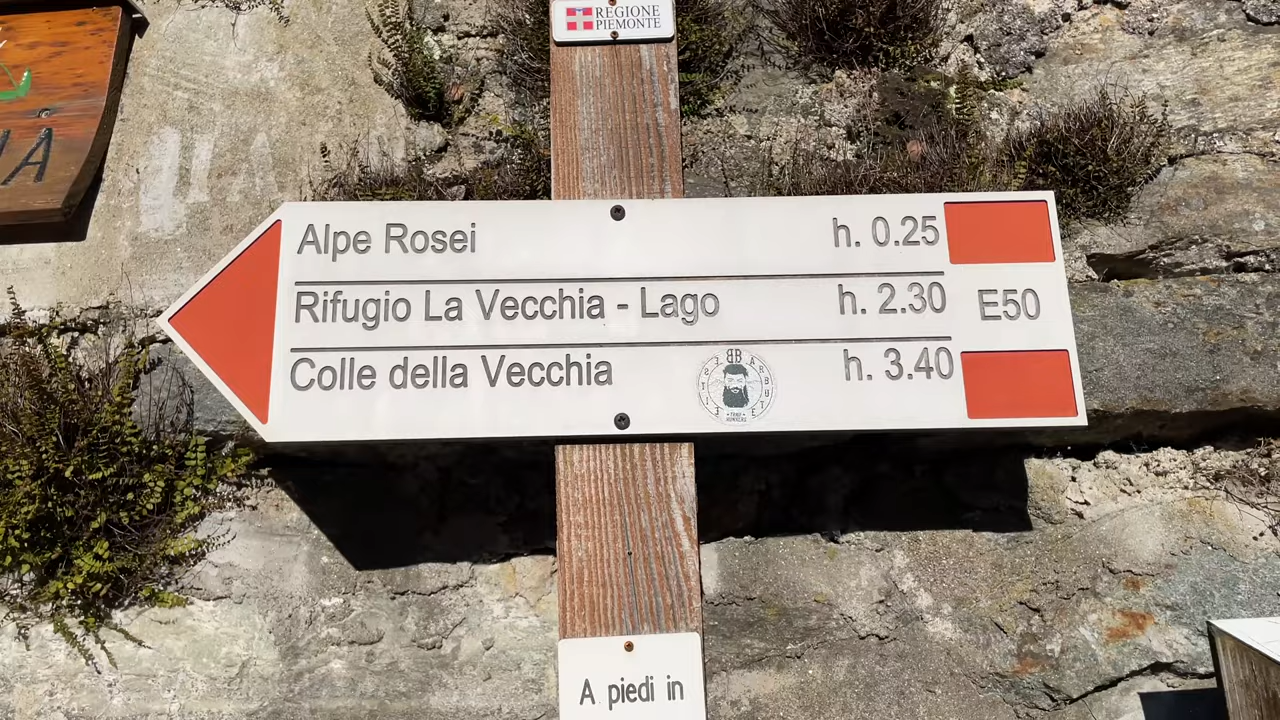 REGIONE
PIEMONTE
Alpe Rosei h. 0.25
Rifugio La Vecchia - Lago h. 2.30 E50
Colle della Vecchia h. 3.40
A piedi in